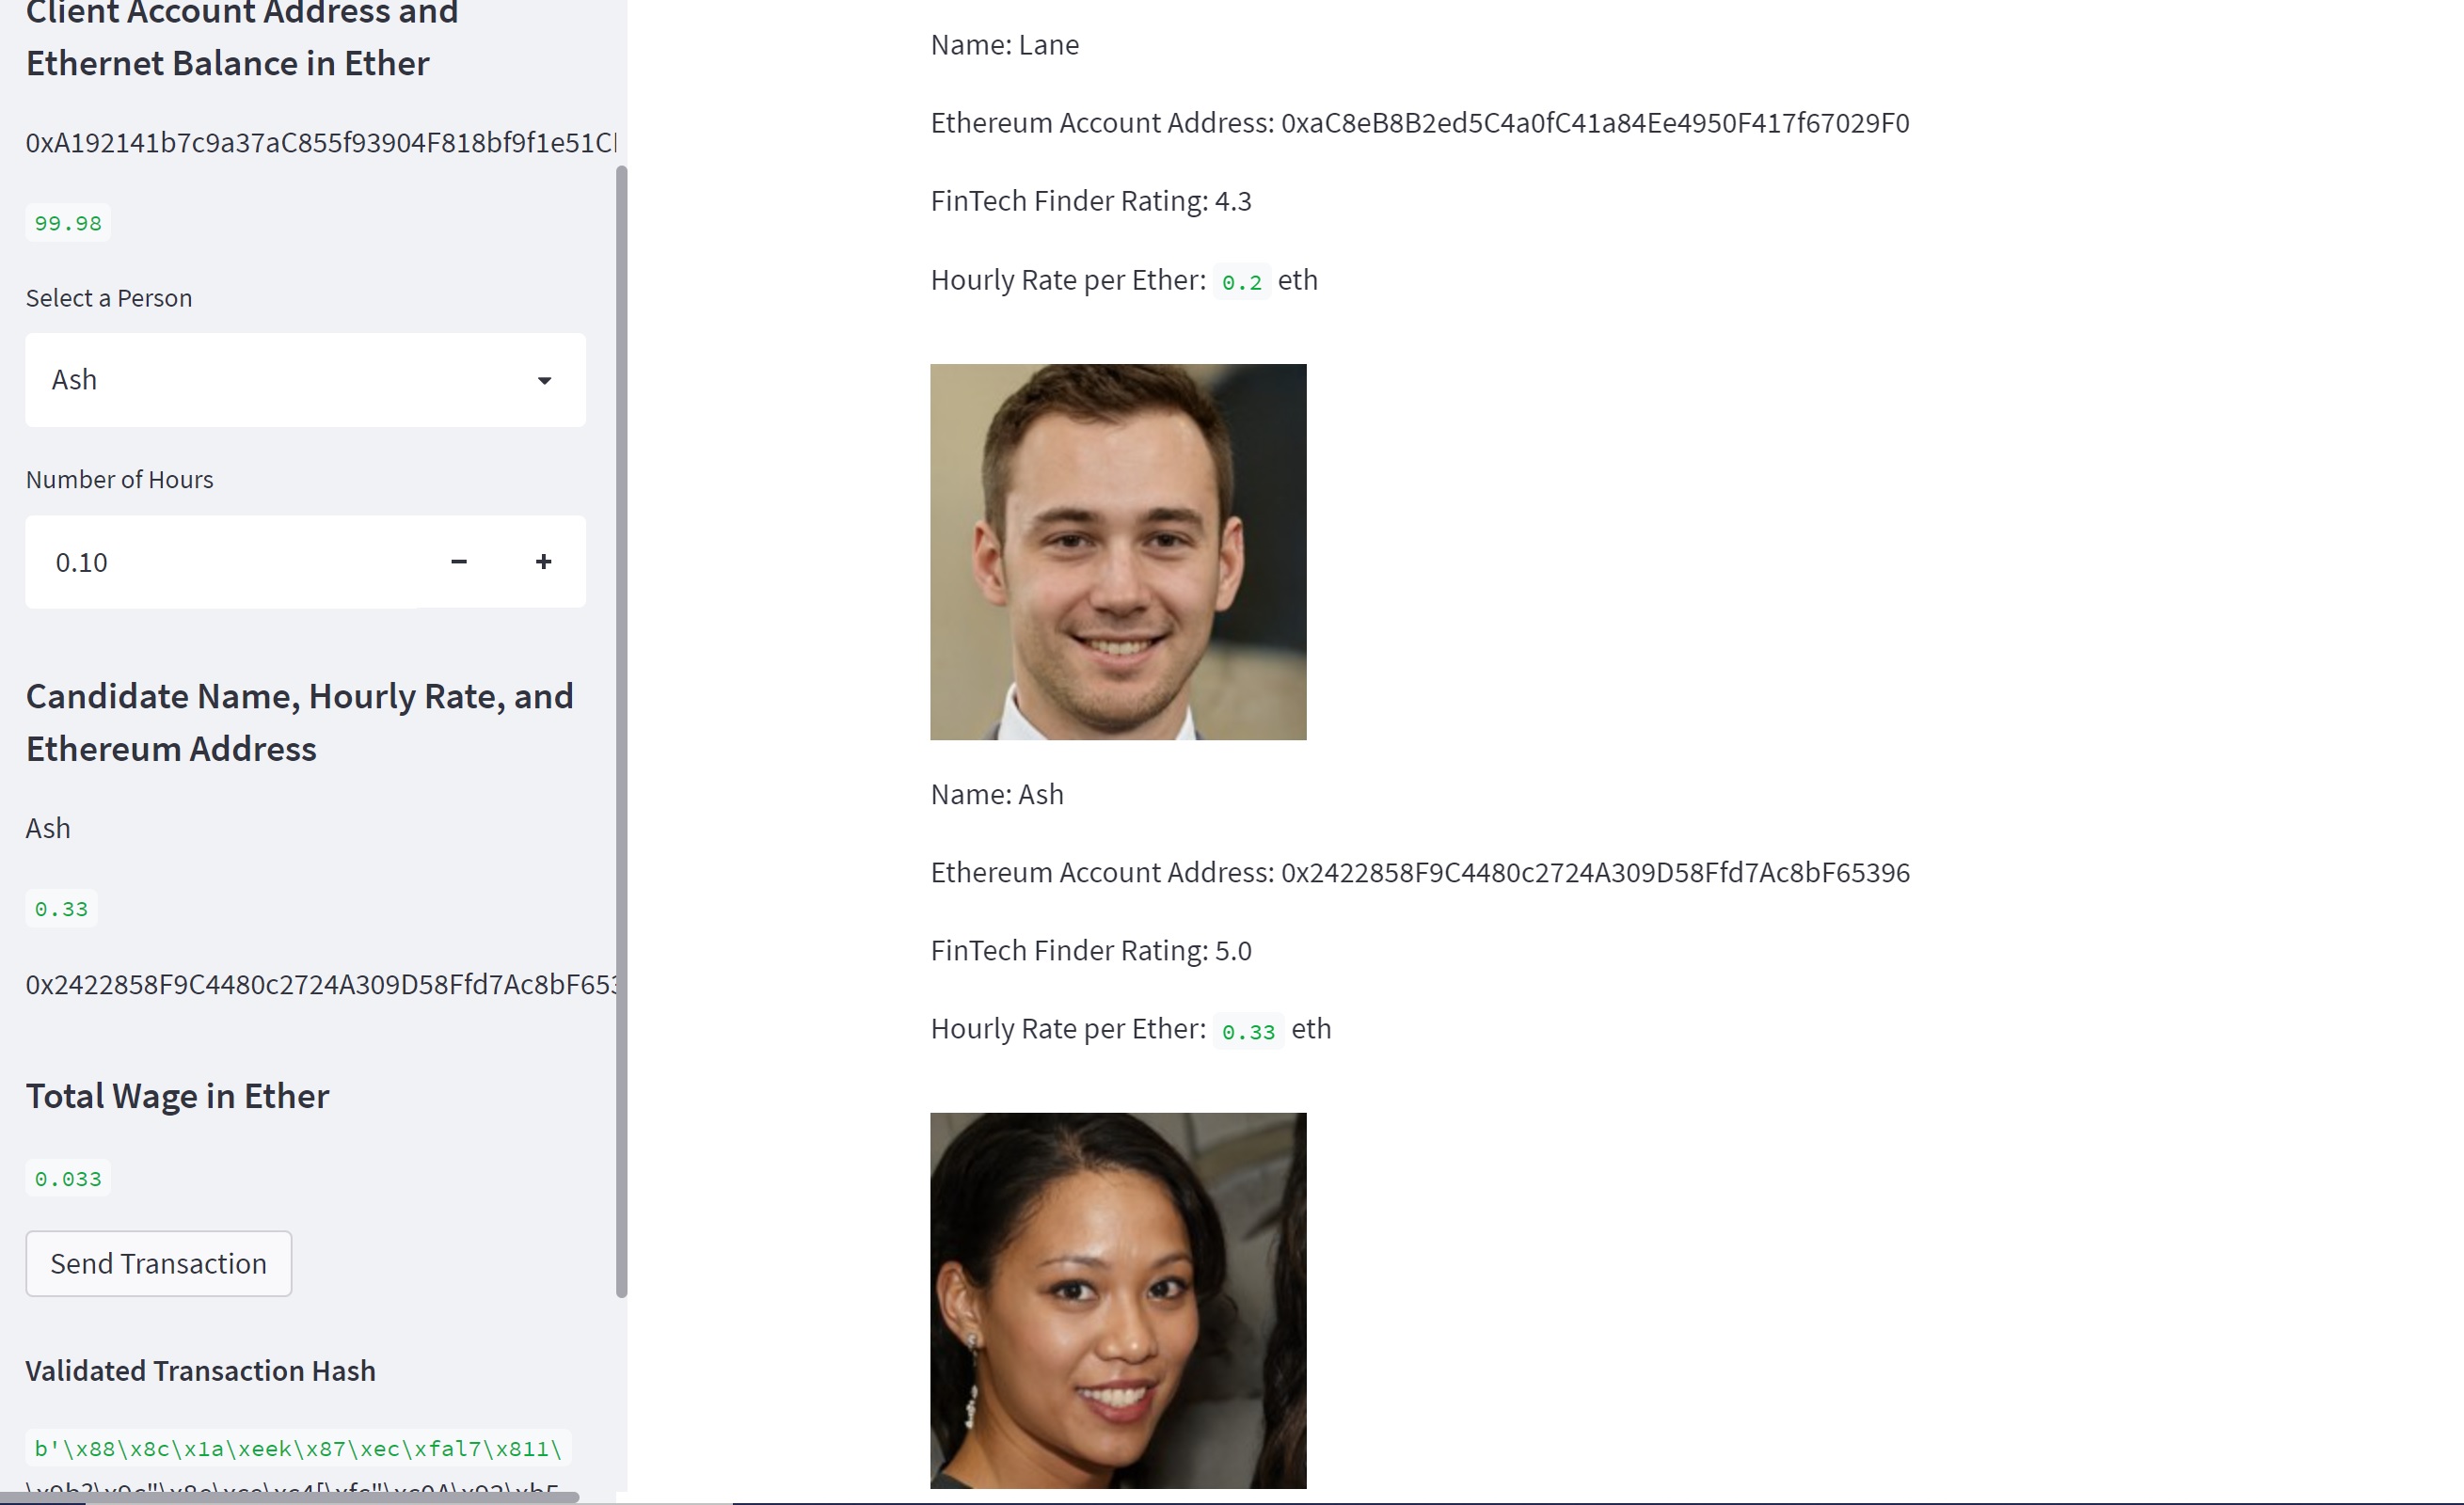 Client Account Address and
Ethernet Balance in Ether
0xA192141b7c9a37aC855f93904F818bf9f1e51C
99.98
Select a Person
Ash
Number of Hours
0.10
− +
Candidate Name, Hourly Rate, and
Ethereum Address
Ash
0.33
0x2422858F9C4480c2724A309D58Ffd7Ac8bF653
Total Wage in Ether
0.033
Send Transaction
Validated Transaction Hash
b'\x88\x8c\x1a\xeek\x87\xec\xfal7\x811\
Name: Lane
Ethereum Account Address: 0xaC8eB8B2ed5C4a0fC41a84Ee4950F417f67029F0
FinTech Finder Rating: 4.3
Hourly Rate per Ether: 0.2 eth
Name: Ash
Ethereum Account Address: 0x2422858F9C4480c2724A309D58Ffd7Ac8bF65396
FinTech Finder Rating: 5.0
Hourly Rate per Ether: 0.33 eth